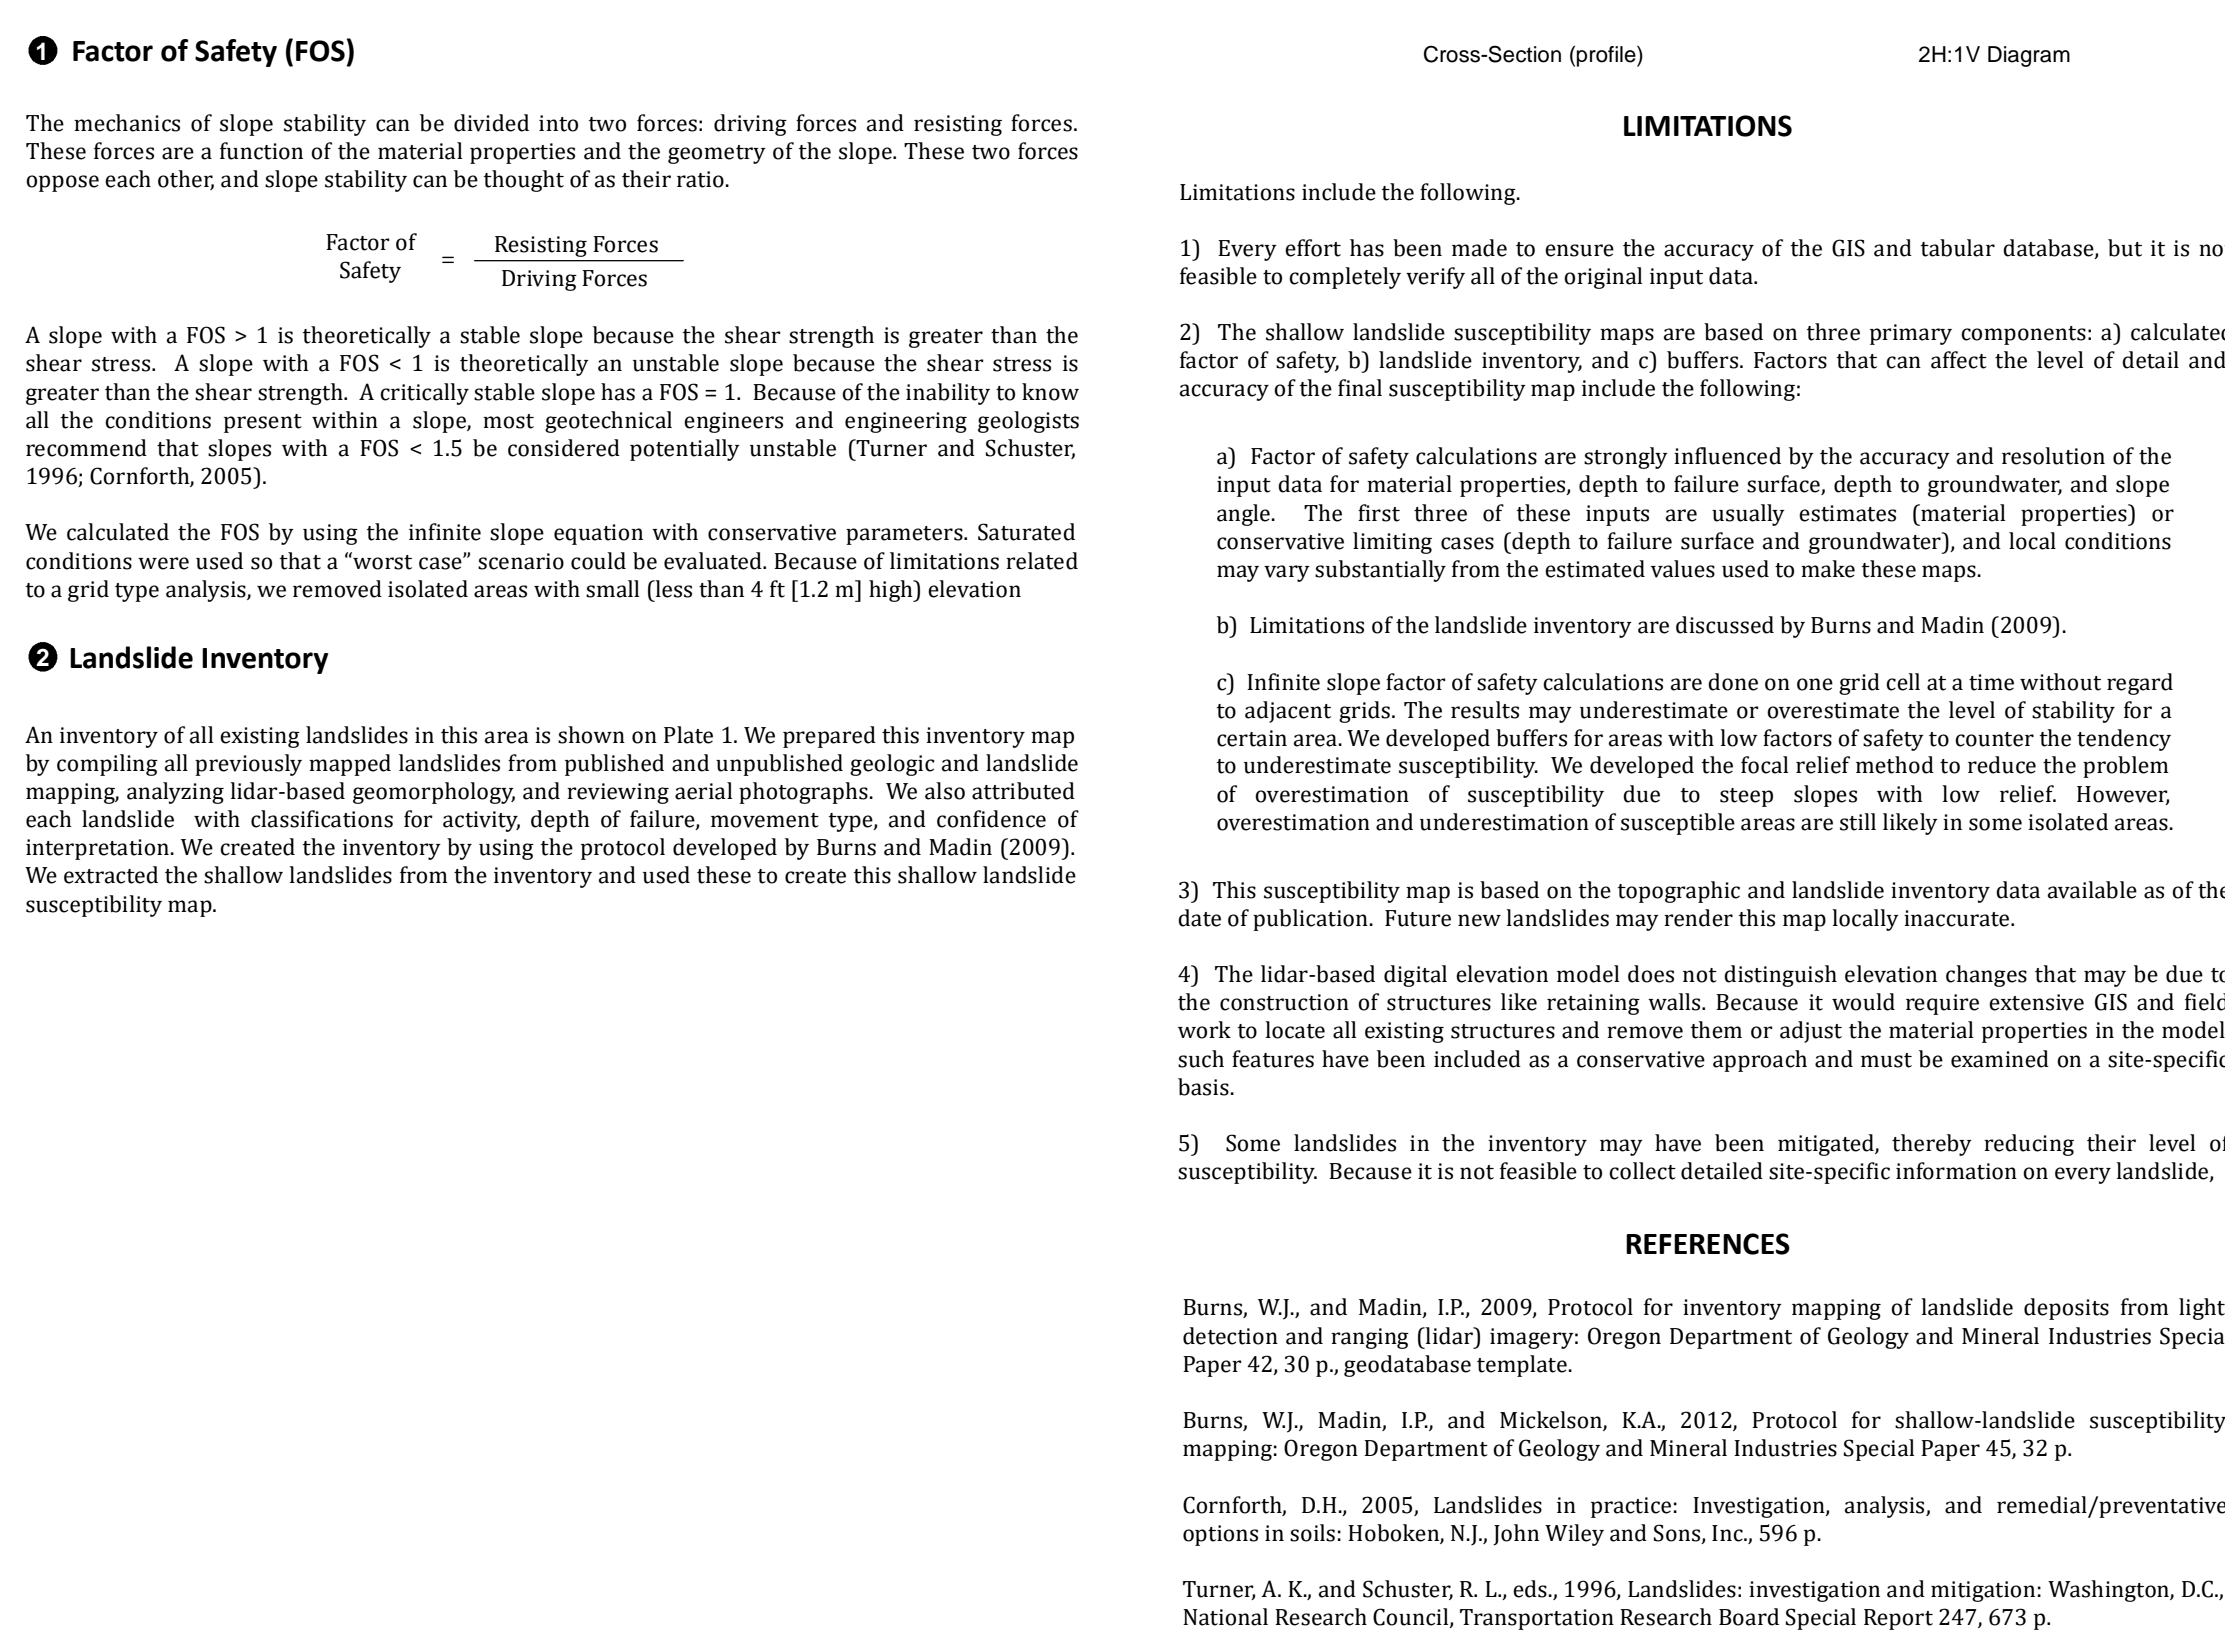 1 Factor of Safety (FOS)
The mechanics of slope stability can be divided into two forces: driving forces and resisting forces.
These forces are a function of the material properties and the geometry of the slope. These two forces
oppose each other, and slope stability can be thought of as their ratio.
Factor of
Safety
=
Resisting Forces
Driving Forces
A slope with a FOS > 1 is theoretically a stable slope because the shear strength is greater than the
shear stress. A slope with a FOS < 1 is theoretically an unstable slope because the shear stress is
greater than the shear strength. A critically stable slope has a FOS = 1. Because of the inability to know
all the conditions present within a slope, most geotechnical engineers and engineering geologists
recommend that slopes with a FOS < 1.5 be considered potentially unstable (Turner and Schuster,
1996; Cornforth, 2005).
We calculated the FOS by using the infinite slope equation with conservative parameters. Saturated
conditions were used so that a “worst case” scenario could be evaluated. Because of limitations related
to a grid type analysis, we removed isolated areas with small (less than 4 ft [1.2 m] high) elevation
2 Landslide Inventory
An inventory of all existing landslides in this area is shown on Plate 1. We prepared this inventory map
by compiling all previously mapped landslides from published and unpublished geologic and landslide
mapping, analyzing lidar-based geomorphology, and reviewing aerial photographs. We also attributed
each landslide with classifications for activity, depth of failure, movement type, and confidence of
interpretation. We created the inventory by using the protocol developed by Burns and Madin (2009).
We extracted the shallow landslides from the inventory and used these to create this shallow landslide
susceptibility map.
Cross-Section (profile)
2H:1V Diagram
LIMITATIONS
Limitations include the following.
1) Every effort has been made to ensure the accuracy of the GIS and tabular database, but it is no
feasible to completely verify all of the original input data.
2) The shallow landslide susceptibility maps are based on three primary components: a) calculated
factor of safety, b) landslide inventory, and c) buffers. Factors that can affect the level of detail and
accuracy of the final susceptibility map include the following:
a) Factor of safety calculations are strongly influenced by the accuracy and resolution of the
input data for material properties, depth to failure surface, depth to groundwater, and slope
angle. The first three of these inputs are usually estimates (material properties) or
conservative limiting cases (depth to failure surface and groundwater), and local conditions
may vary substantially from the estimated values used to make these maps.
b) Limitations of the landslide inventory are discussed by Burns and Madin (2009).
c) Infinite slope factor of safety calculations are done on one grid cell at a time without regard
to adjacent grids. The results may underestimate or overestimate the level of stability for a
certain area. We developed buffers for areas with low factors of safety to counter the tendency
to underestimate susceptibility. We developed the focal relief method to reduce the problem
of overestimation of susceptibility due to steep slopes with low relief. However,
overestimation and underestimation of susceptible areas are still likely in some isolated areas.
3) This susceptibility map is based on the topographic and landslide inventory data available as of the
date of publication. Future new landslides may render this map locally inaccurate.
4) The lidar-based digital elevation model does not distinguish elevation changes that may be due to
the construction of structures like retaining walls. Because it would require extensive GIS and field
work to locate all existing structures and remove them or adjust the material properties in the model
such features have been included as a conservative approach and must be examined on a site-specific
basis.
5) Some landslides in the inventory may have been mitigated, thereby reducing their level of
susceptibility. Because it is not feasible to collect detailed site-specific information on every landslide,
REFERENCES
Burns, W.J., and Madin, I.P., 2009, Protocol for inventory mapping of landslide deposits from light
detection and ranging (lidar) imagery: Oregon Department of Geology and Mineral Industries Specia
Paper 42, 30 p., geodatabase template.
Burns, W.J., Madin, I.P., and Mickelson, K.A., 2012, Protocol for shallow-landslide susceptibility
mapping: Oregon Department of Geology and Mineral Industries Special Paper 45, 32 p.
Cornforth, D.H., 2005, Landslides in practice: Investigation, analysis, and remedial/preventative
options in soils: Hoboken, N.J., John Wiley and Sons, Inc., 596 p.
Turner, A. K., and Schuster, R. L., eds., 1996, Landslides: investigation and mitigation: Washington, D.C.,
National Research Council, Transportation Research Board Special Report 247, 673 p.